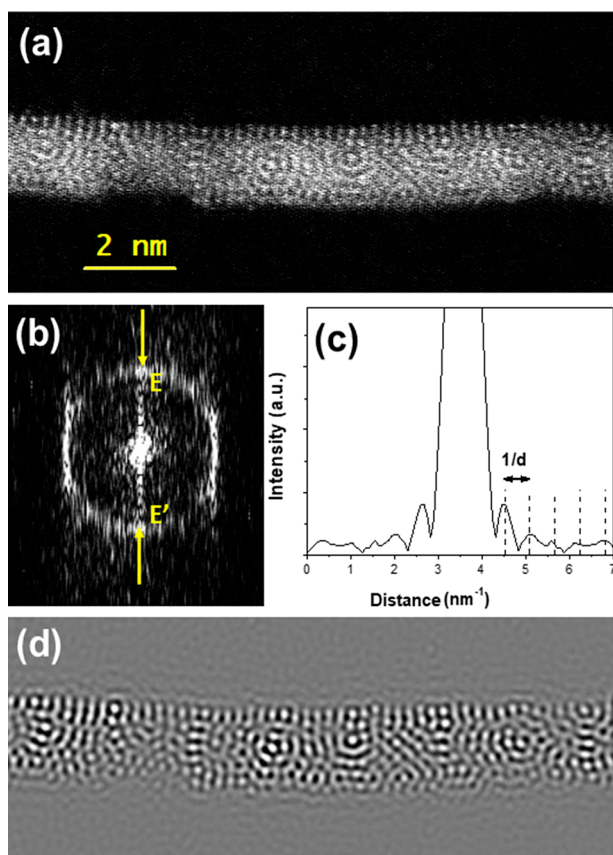 (a)
2 nm
(b)
E
E'
(c)
1/d
Intensity (a.u.)
0 1 2 3 4 5 6 7
Distance (nm⁻¹)
(d)